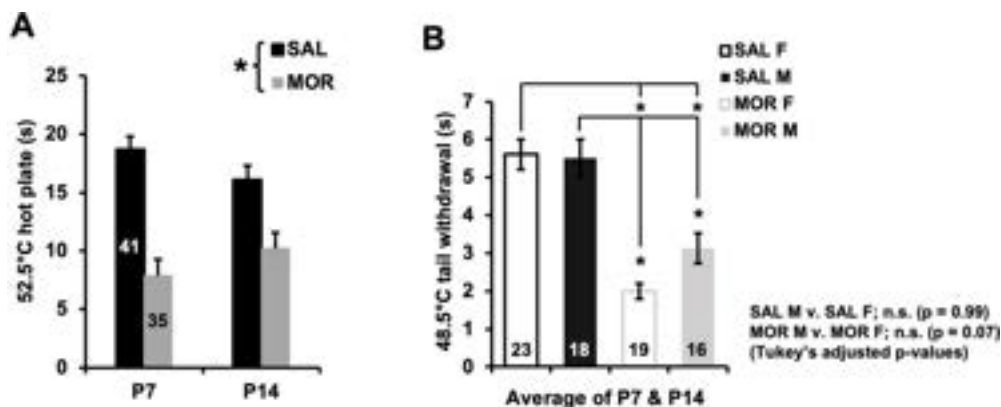 A
SAL
MOR
*
52.5°C hot plate (s)
25
20
15
10
5
0
41
35
P7
P14
B
SAL F
SAL M
MOR F
MOR M
48.5°C tail withdrawal (s)
7
6
5
4
3
2
1
0
*
*
*
*
*
*
23
18
19
16
Average of P7 & P14
SAL M v. SAL F; n.s. (p = 0.99)
MOR M v. MOR F; n.s. (p = 0.07)
(Tukey's adjusted p-values)